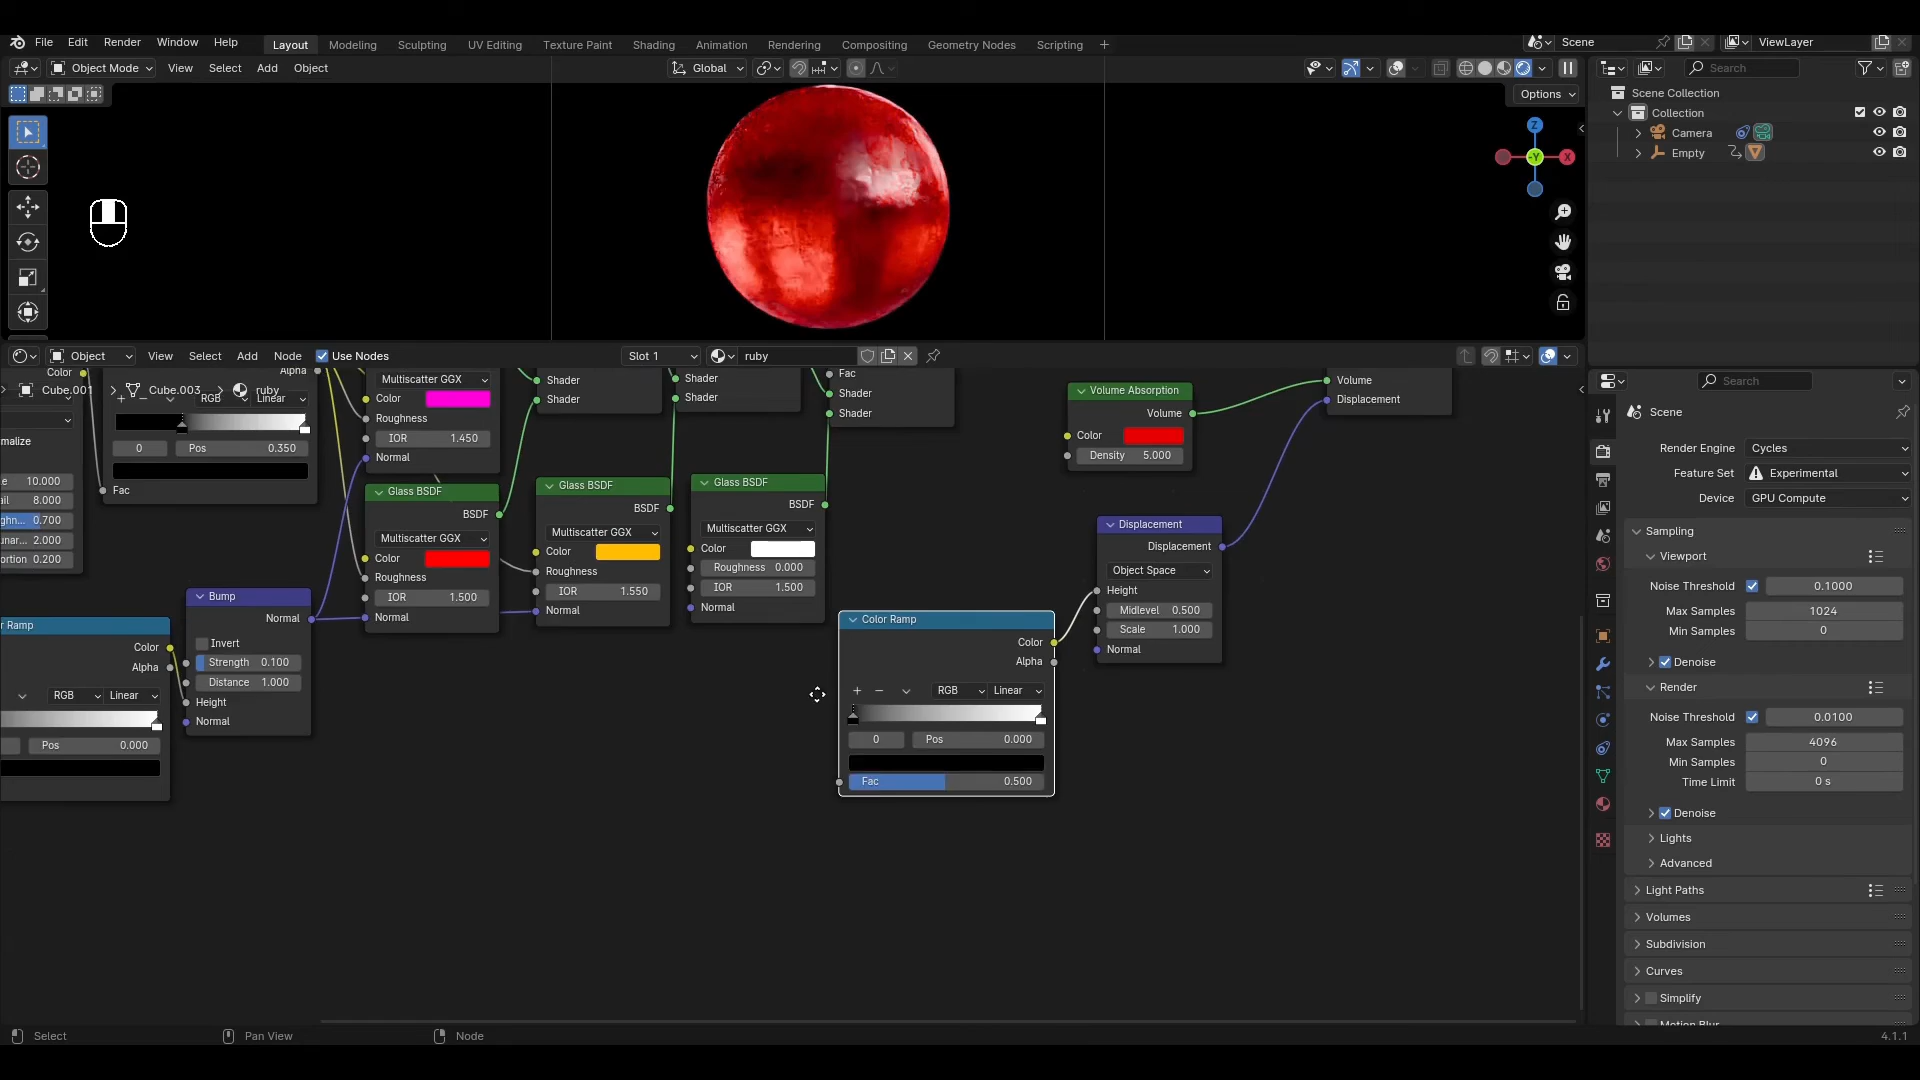 File Edit Render Window Help Layout Modeling Sculpting UV Editing Texture Paint Shading Animation Rendering Compositing Geometry Nodes Scripting + Scene ViewLayer
Object Mode View Select Add Object Global Search
Options
Scene Collection
Collection
Camera
Empty
Z
-Y
X
Object View Select Add Node Use Nodes Slot 1 ruby
Cube.001 > Cube.003 > ruby
Color
Alpha
RGB Linear
0 Pos 0.350
Fac
malize
10.000
8.000
0.700
2.000
0.200
Multiscatter GGX
Color
Roughness
IOR 1.450
Normal
Shader
Shader
Shader
Shader
Fac
Shader
Shader
Glass BSDF
BSDF
Multiscatter GGX
Color
Roughness
IOR 1.500
Normal
Glass BSDF
BSDF
Multiscatter GGX
Color
Roughness
IOR 1.550
Normal
Glass BSDF
BSDF
Multiscatter GGX
Color
Roughness 0.000
IOR 1.500
Normal
Volume Absorption
Volume
Color
Density 5.000
Volume
Displacement
Displacement
Displacement
Object Space
Height
Midlevel 0.500
Scale 1.000
Normal
r Ramp
Color
Alpha
RGB Linear
Pos 0.000
Bump
Normal
Invert
Strength 0.100
Distance 1.000
Height
Normal
Color Ramp
Color
Alpha
+ − RGB Linear
0 Pos 0.000
Fac 0.500
Search
Scene
Render Engine Cycles
Feature Set Experimental
Device GPU Compute
Sampling
Viewport
Noise Threshold 0.1000
Max Samples 1024
Min Samples 0
Denoise
Render
Noise Threshold 0.0100
Max Samples 4096
Min Samples 0
Time Limit 0 s
Denoise
Lights
Advanced
Light Paths
Volumes
Subdivision
Curves
Simplify
Motion Blur
Select Pan View Node 4.1.1